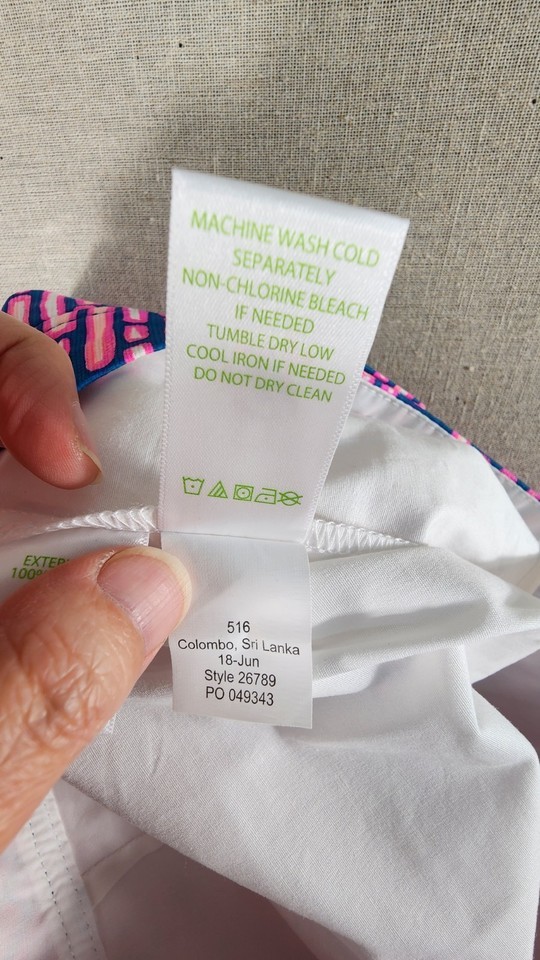 MACHINE WASH COLD
SEPARATELY
NON-CHLORINE BLEACH
IF NEEDED
TUMBLE DRY LOW
COOL IRON IF NEEDED
DO NOT DRY CLEAN
100%
516
Colombo, Sri Lanka
18-Jun
Style 26789
PO 049343